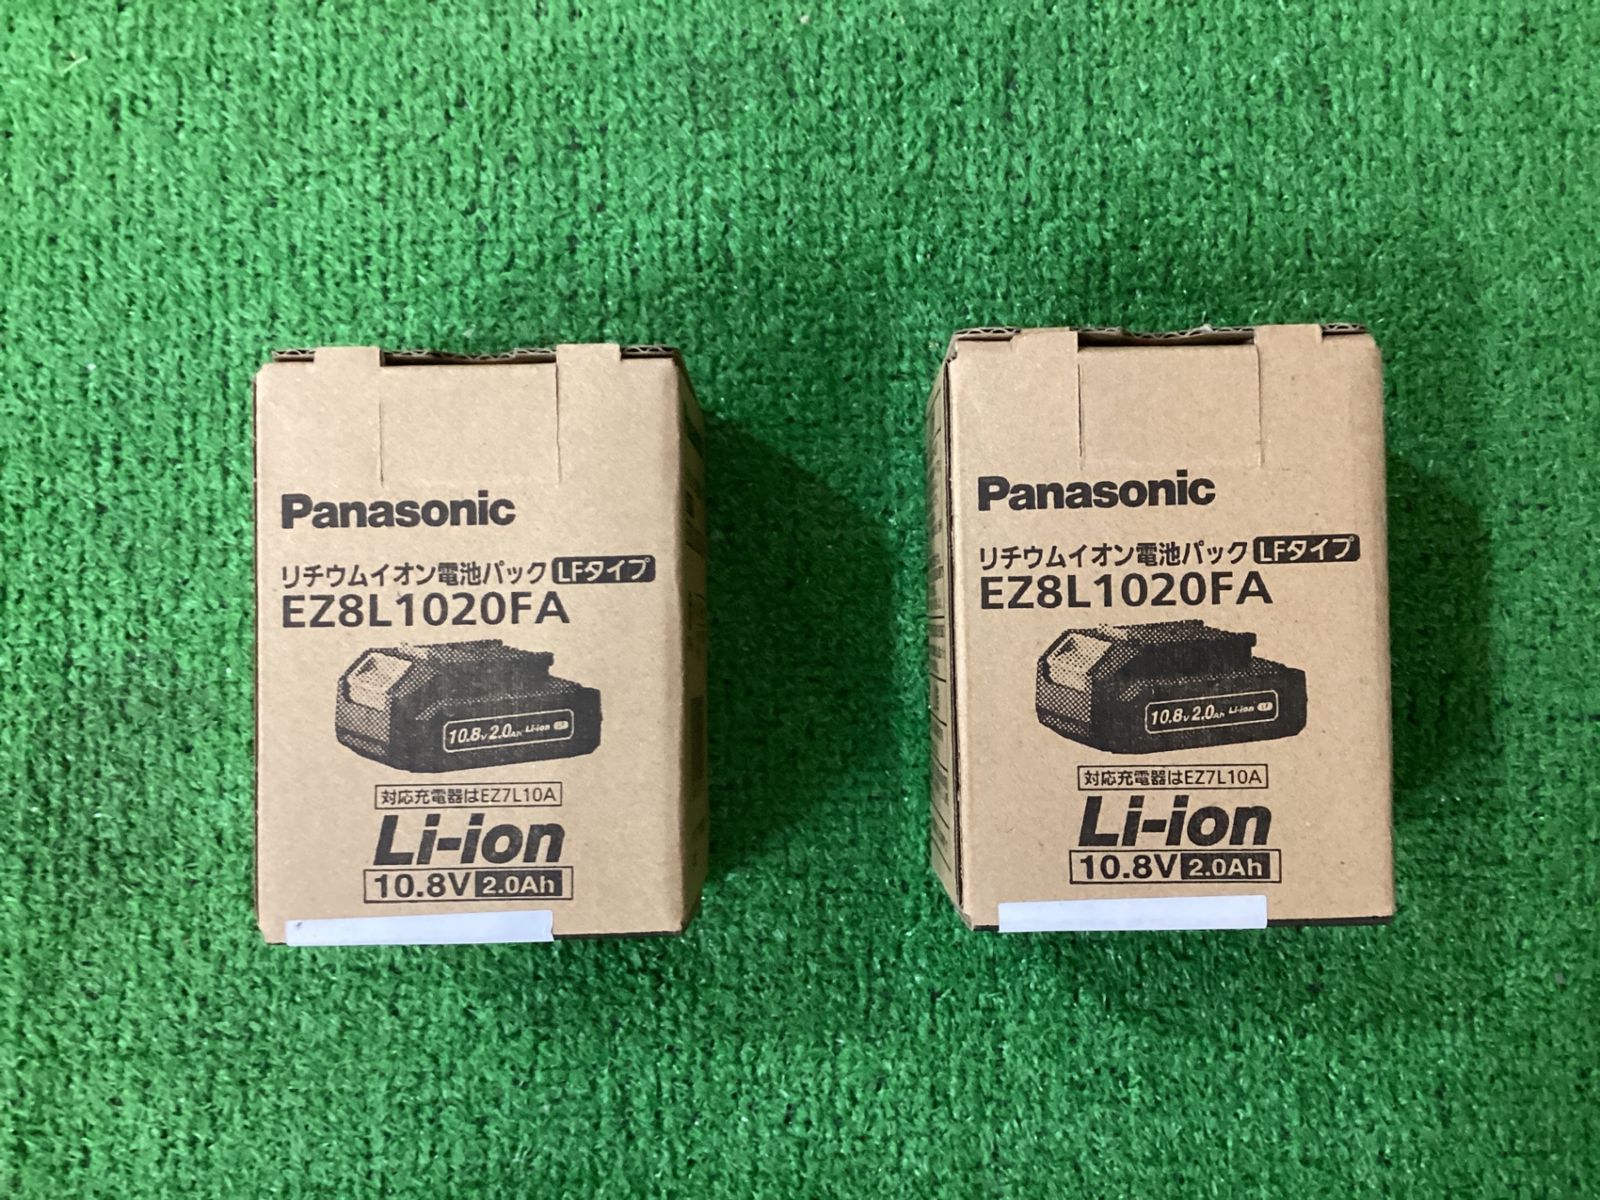 Panasonic
リチウムイオン電池パック LFタイプ
EZ8L1020FA
10.8V 2.0Ah Li-ion LF
対応充電器はEZ7L10A
Li-ion
10.8V 2.0Ah
Panasonic
リチウムイオン電池パック LFタイプ
EZ8L1020FA
10.8V 2.0Ah Li-ion LF
対応充電器はEZ7L10A
Li-ion
10.8V 2.0Ah